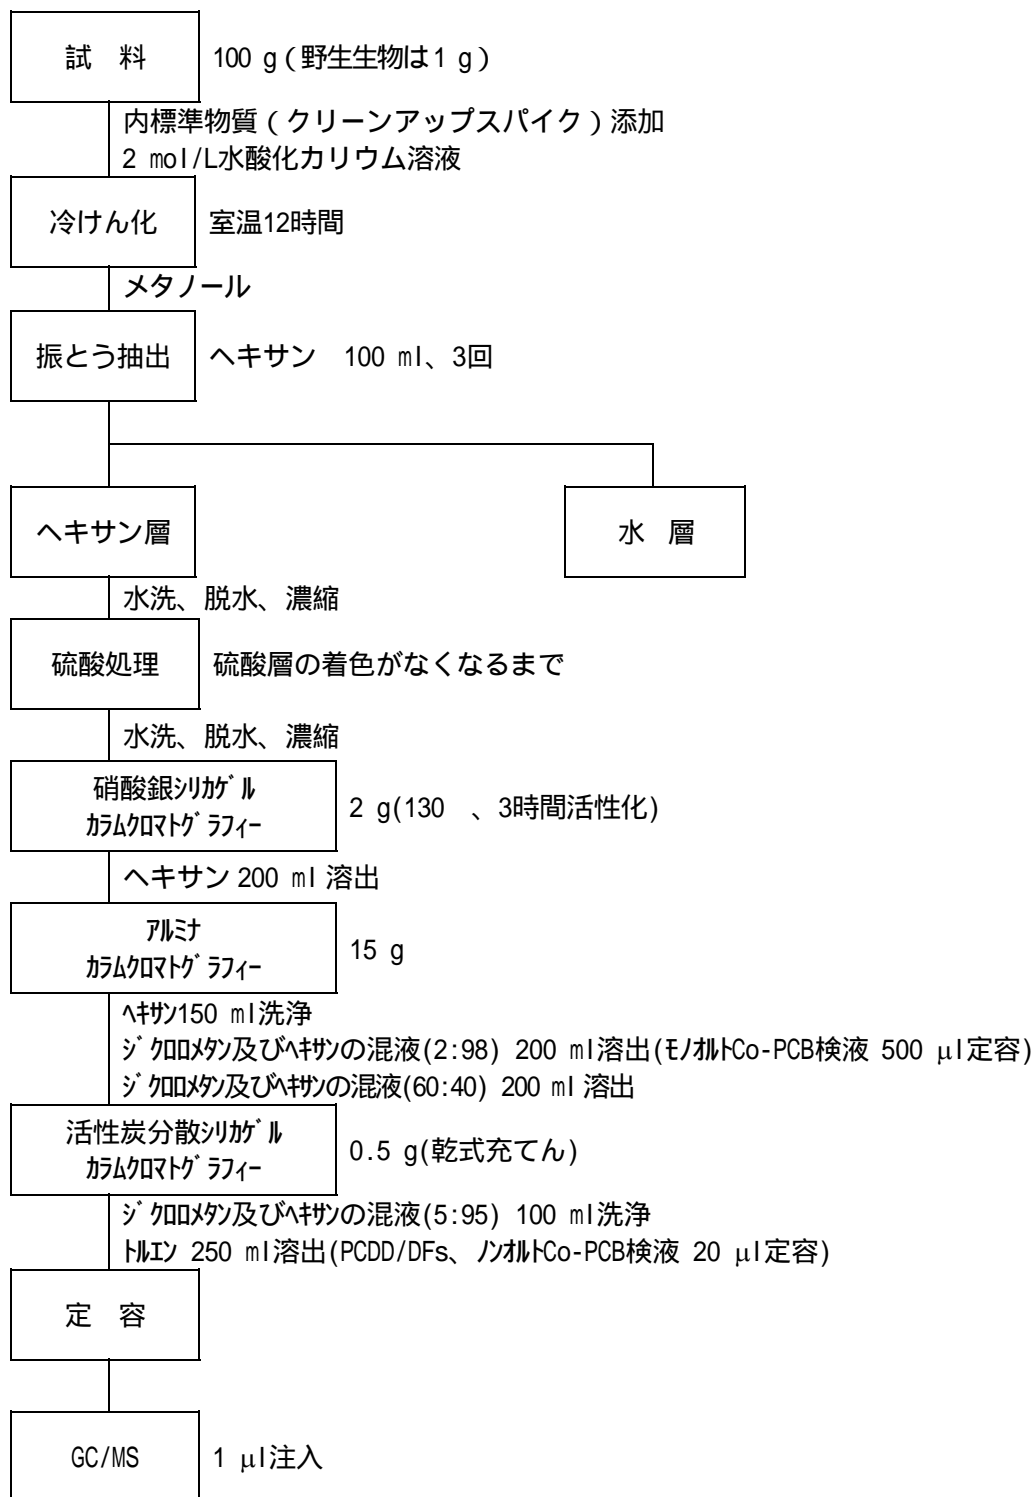 試 料
100 g(野生生物は1 g)
内標準物質(クリーンアップスパイク)添加
2 mol/L水酸化カリウム溶液
冷けん化
室温12時間
メタノール
振とう抽出
ヘキサン 100 ml、3回
ヘキサン層
水 層
水洗、脱水、濃縮
硫酸処理
硫酸層の着色がなくなるまで
水洗、脱水、濃縮
硝酸銀シリカゲル
カラムクロマトグラフィー
2 g(130 、3時間活性化)
ヘキサン 200 ml 溶出
アルミナ
カラムクロマトグラフィー
15 g
ヘキサン150 ml洗浄
ジクロロメタン及びヘキサンの混液(2:98) 200 ml溶出(モノオルトCo-PCB検液 500 μl定容)
ジクロロメタン及びヘキサンの混液(60:40) 200 ml 溶出
活性炭分散シリカゲル
カラムクロマトグラフィー
0.5 g(乾式充てん)
ジクロロメタン及びヘキサンの混液(5:95) 100 ml洗浄
トルエン 250 ml溶出(PCDD/DFs、ノンオルトCo-PCB検液 20 μl定容)
定 容
GC/MS
1 μl注入